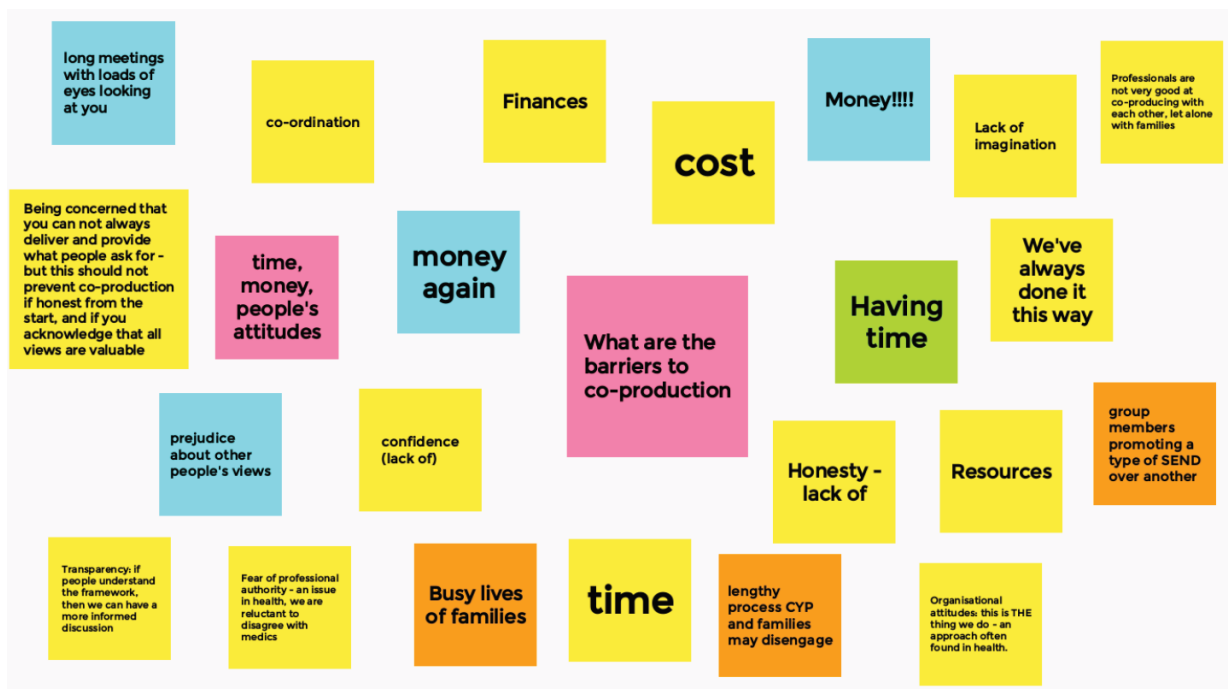 long meetings
with loads of
eyes looking
at you
co-ordination
Finances
cost
Money!!!!
Lack of
imagination
Professionals are
not very good at
co-producing with
each other, let alone
with families
Being concerned that
you can not always
deliver and provide
what people ask for -
but this should not
prevent co-production
if honest from the
start, and if you
acknowledge that all
views are valuable
time,
money,
people's
attitudes
money
again
What are the
barriers to
co-production
Having
time
We've
always
done it
this way
prejudice
about other
people's views
confidence
(lack of)
Honesty -
lack of
Resources
group
members
promoting a
type of SEND
over another
Transparency: if
people understand
the framework,
then we can have a
more informed
discussion
Fear of professional
authority - an issue
in health, we are
reluctant to
disagree with
medics
Busy lives
of families
time
lengthy
process CYP
and families
may disengage
Organisational
attitudes: this is THE
thing we do - an
approach often
found in health.